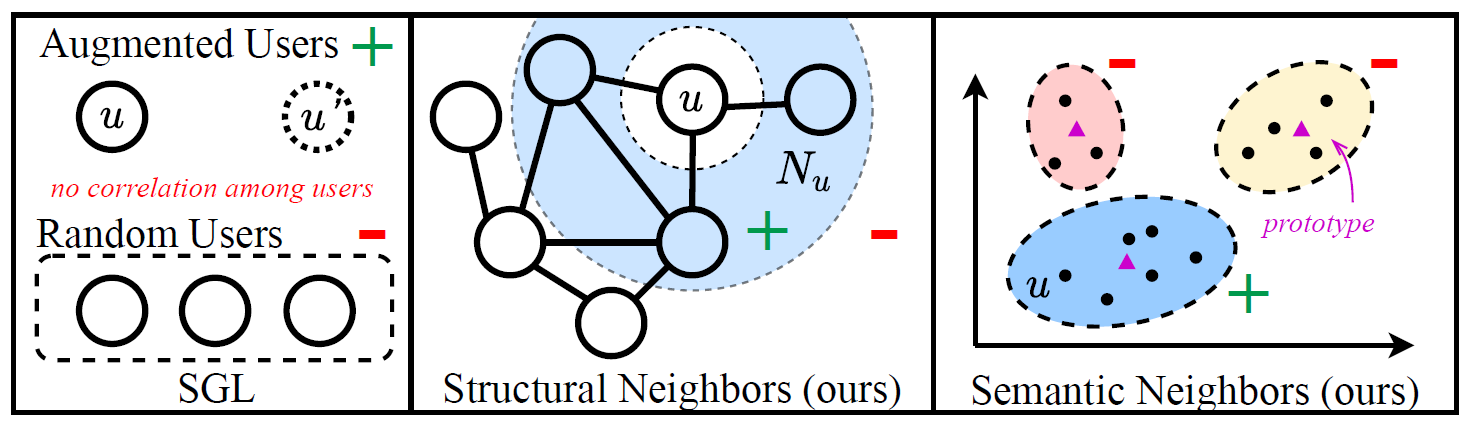 Augmented Users +
u
u’
no correlation among users
Random Users -
SGL
u
N_u
+
-
Structural Neighbors (ours)
-
-
prototype
u
+
Semantic Neighbors (ours)